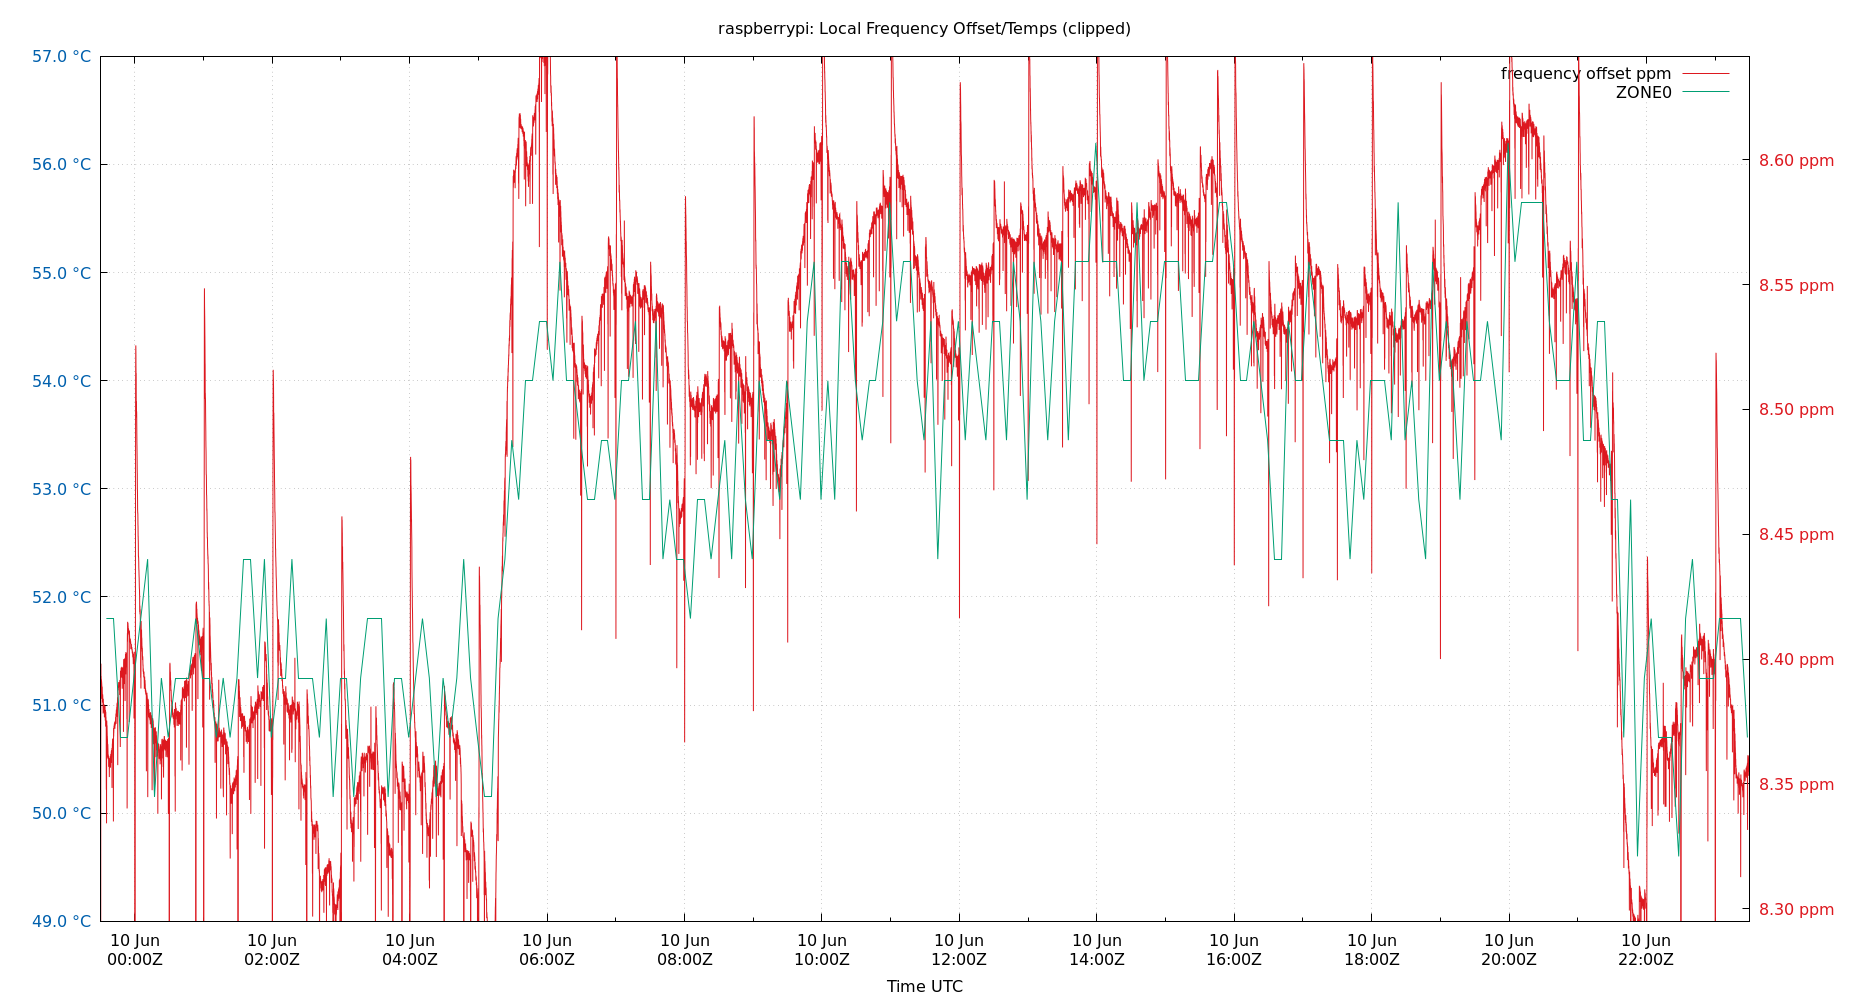 raspberrypi: Local Frequency Offset/Temps (clipped)
frequency offset ppm
ZONE0
57.0 °C
56.0 °C
55.0 °C
54.0 °C
53.0 °C
52.0 °C
51.0 °C
50.0 °C
49.0 °C
8.60 ppm
8.55 ppm
8.50 ppm
8.45 ppm
8.40 ppm
8.35 ppm
8.30 ppm
10 Jun 10 Jun 10 Jun 10 Jun 10 Jun 10 Jun 10 Jun 10 Jun 10 Jun 10 Jun 10 Jun 10 Jun
00:00Z 02:00Z 04:00Z 06:00Z 08:00Z 10:00Z 12:00Z 14:00Z 16:00Z 18:00Z 20:00Z 22:00Z
Time UTC